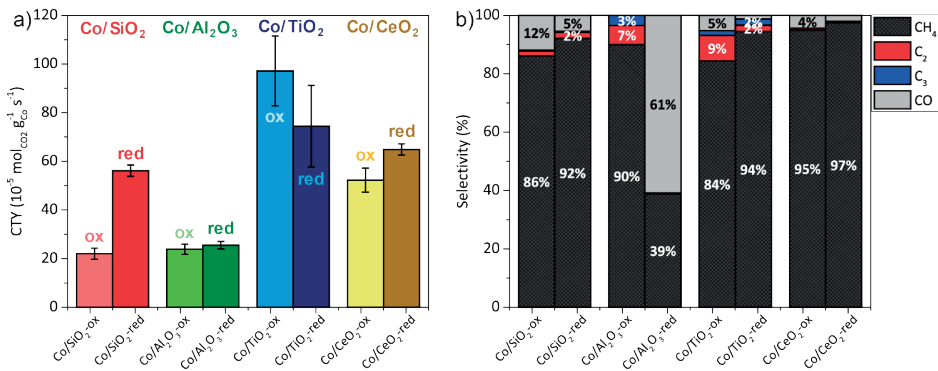 a)
Co/SiO2 Co/Al2O3 Co/TiO2 Co/CeO2
120
100
80
60
40
20
0
CTY (10-5 molCO2 gCo-1 s-1)
ox
red
ox
red
ox
red
ox
red
Co/SiO2-ox
Co/SiO2-red
Co/Al2O3-ox
Co/Al2O3-red
Co/TiO2-ox
Co/TiO2-red
Co/CeO2-ox
Co/CeO2-red
b)
100
80
60
40
20
0
Selectivity (%)
12%
86%
5%
2%
92%
3%
7%
90%
61%
39%
5%
9%
84%
2%
2%
94%
4%
95%
97%
Co/SiO2-ox
Co/SiO2-red
Co/Al2O3-ox
Co/Al2O3-red
Co/TiO2-ox
Co/TiO2-red
Co/CeO2-ox
Co/CeO2-red
CH4
C2
C3
CO